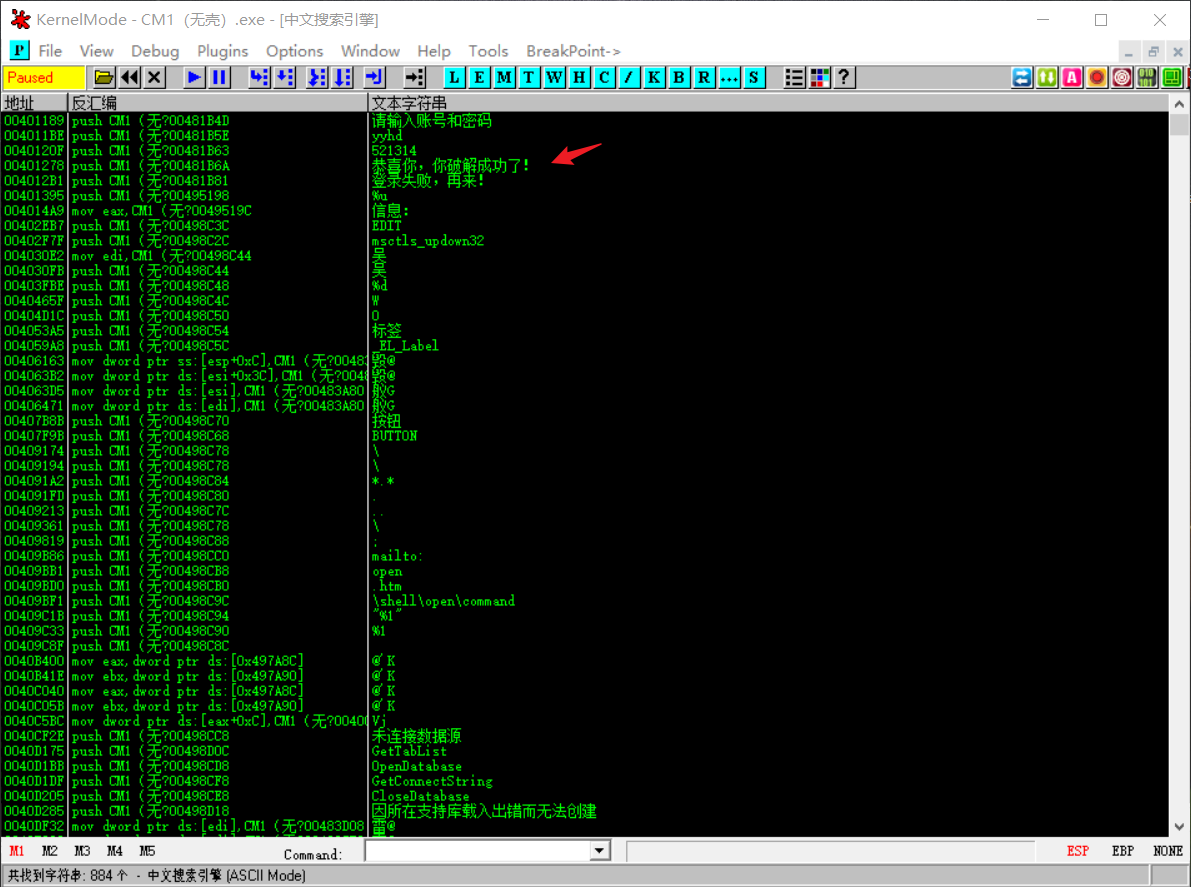 KernelMode - CM1（无壳）.exe - [中文搜索引擎]
P File View Debug Plugins Options Window Help Tools BreakPoint->
Paused L E M T W H C / K B R ... S ?
地址 反汇编 文本字符串
00401189 push CM1（无?00481B4D 请输入账号和密码
004011BE push CM1（无?00481B5E yyhd
0040120F push CM1（无?00481B63 521314
00401278 push CM1（无?00481B6A 恭喜你，你破解成功了！
004012B1 push CM1（无?00481B81 登录失败，再来！
00401395 push CM1（无?00495198 %u
004014A9 mov eax,CM1（无?0049519C 信息：
00402EB7 push CM1（无?00498C3C EDIT
00402F7F push CM1（无?00498C2C msctls_updown32
004030E2 mov edi,CM1（无?00498C44 吴
004030FB push CM1（无?00498C44 吴
00403FBE push CM1（无?00498C48 %d
0040465F push CM1（无?00498C4C W
00404D1C push CM1（无?00498C50 O
004053A5 push CM1（无?00498C54 标签
004059A8 push CM1（无?00498C5C _EL_Label
00406163 mov dword ptr ss:[esp+0xC],CM1（无?0048 毀@
004063B2 mov dword ptr ds:[esi+0x3C],CM1（无?004 毀@
004063D5 mov dword ptr ds:[esi],CM1（无?00483A80 G
00406471 mov dword ptr ds:[edi],CM1（无?00483A80 G
00407B8B push CM1（无?00498C70 按钮
00407F9B push CM1（无?00498C68 BUTTON
00409174 push CM1（无?00498C78 \
00409194 push CM1（无?00498C78 \
004091A2 push CM1（无?00498C84 *.*
004091FD push CM1（无?00498C80 .
00409213 push CM1（无?00498C7C ..
00409361 push CM1（无?00498C78 \
00409819 push CM1（无?00498C88 ;
00409B86 push CM1（无?00498CC0 mailto:
00409BB1 push CM1（无?00498CB8 open
00409BD0 push CM1（无?00498CB0 .htm
00409BF1 push CM1（无?00498C9C \shell\open\command
00409C1B push CM1（无?00498C94 "%1"
00409C33 push CM1（无?00498C90 %1
00409C8F push CM1（无?00498C8C
0040B400 mov eax,dword ptr ds:[0x497A8C] @ K
0040B41E mov ebx,dword ptr ds:[0x497A90] @ K
0040C040 mov eax,dword ptr ds:[0x497A8C] @ K
0040C05B mov ebx,dword ptr ds:[0x497A90] @ K
0040C5BC mov dword ptr ds:[eax+0xC],CM1（无?0040 Vj
0040CF2E push CM1（无?00498CC8 未连接数据源
0040D175 push CM1（无?00498D0C GetTabList
0040D1BB push CM1（无?00498CD8 OpenDatabase
0040D1DF push CM1（无?00498CF8 GetConnectString
0040D205 push CM1（无?00498CE8 CloseDatabase
0040D285 push CM1（无?00498D18 因所在支持库载入出错而无法创建
0040DF32 mov dword ptr ds:[edi],CM1（无?00483D08 雷@
M1 M2 M3 M4 M5 Command: ESP EBP NONE
共找到字符串: 884 个 - 中文搜索引擎 (ASCII Mode)